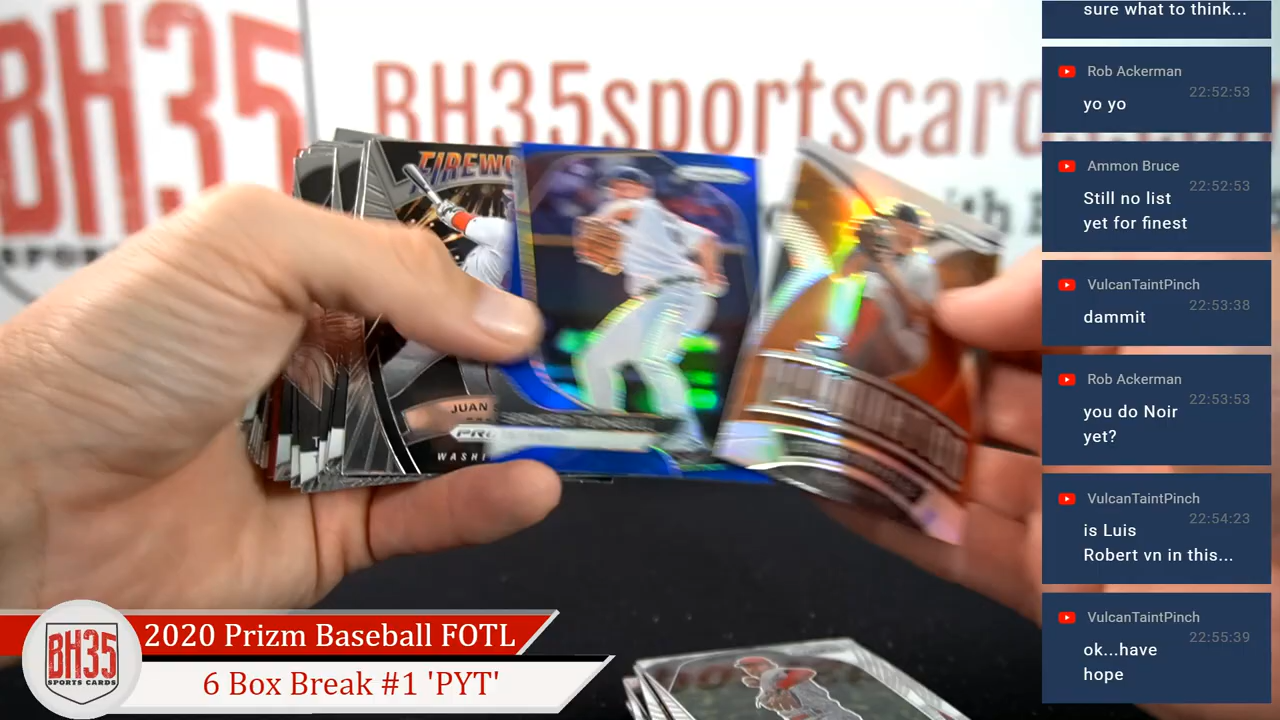 BH35
BH35sportscard
FIREWO
JUAN S
PRIZM
WASHI
sure what to think...
Rob Ackerman
22:52:53
yo yo
Ammon Bruce
22:52:53
Still no list
yet for finest
VulcanTaintPinch
22:53:38
dammit
Rob Ackerman
22:53:53
you do Noir
yet?
VulcanTaintPinch
22:54:23
is Luis
Robert vn in this...
VulcanTaintPinch
22:55:39
ok...have
hope
BH35
SPORTS CARDS
2020 Prizm Baseball FOTL
6 Box Break #1 'PYT'